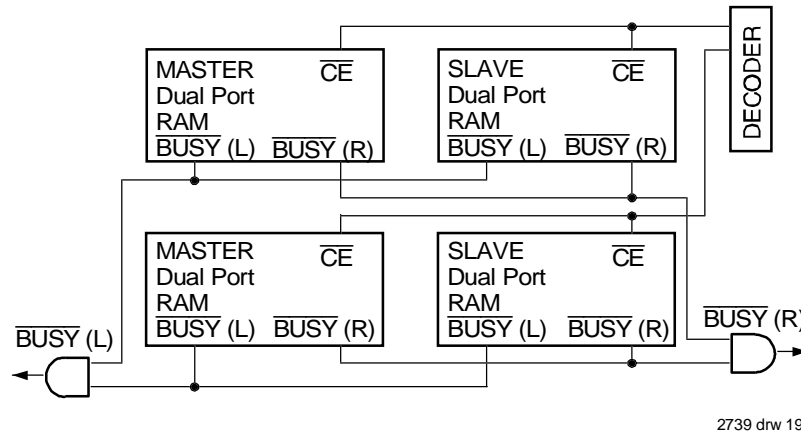 MASTER
Dual Port
RAM
CE
BUSY (L) BUSY (R)
SLAVE
Dual Port
RAM
CE
BUSY (L) BUSY (R)
DECODER
MASTER
Dual Port
RAM
CE
BUSY (L) BUSY (R)
SLAVE
Dual Port
RAM
CE
BUSY (L) BUSY (R)
BUSY (L)
BUSY (R)
2739 drw 19